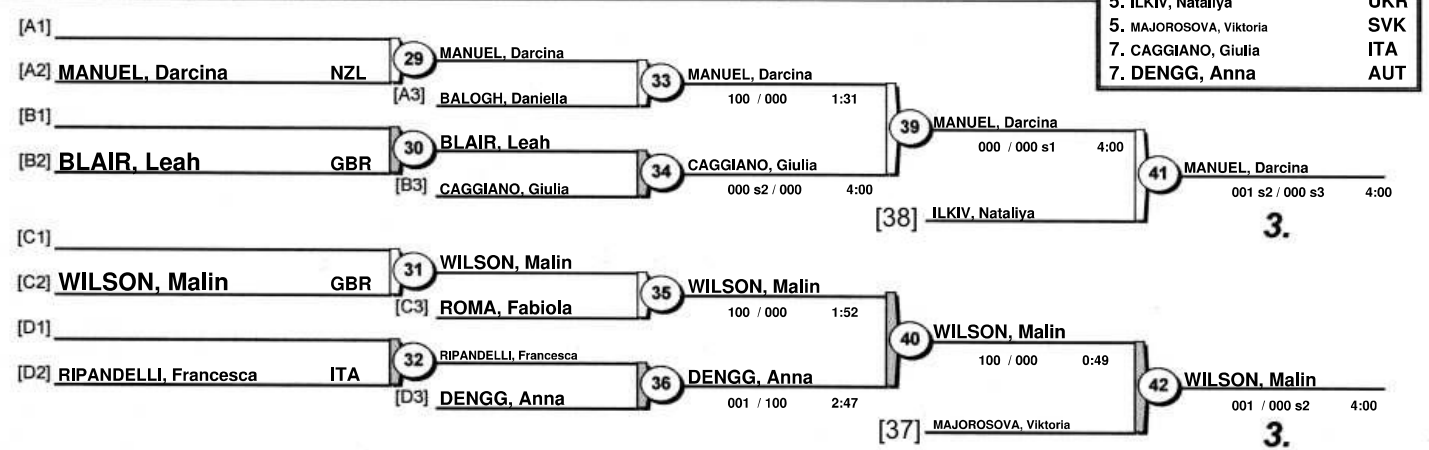 5. ILKIV, Nataliya UKR
5. MAJOROSOVA, Viktoria SVK
7. CAGGIANO, Giulia ITA
7. DENGG, Anna AUT
[A1]
[A2] MANUEL, Darcina NZL
29
MANUEL, Darcina
[A3] BALOGH, Daniella
33
MANUEL, Darcina
100 / 000 1:31
[B1]
[B2] BLAIR, Leah GBR
30
BLAIR, Leah
[B3] CAGGIANO, Giulia
34
CAGGIANO, Giulia
000 s2 / 000 4:00
39
MANUEL, Darcina
000 / 000 s1 4:00
[38] ILKIV, Nataliya
41
MANUEL, Darcina
001 s2 / 000 s3 4:00
3.
[C1]
[C2] WILSON, Malin GBR
31
WILSON, Malin
[C3] ROMA, Fabiola
35
WILSON, Malin
100 / 000 1:52
[D1]
[D2] RIPANDELLI, Francesca ITA
32
RIPANDELLI, Francesca
[D3] DENGG, Anna
36
DENGG, Anna
001 / 100 2:47
40
WILSON, Malin
100 / 000 0:49
[37] MAJOROSOVA, Viktoria
42
WILSON, Malin
001 / 000 s2 4:00
3.